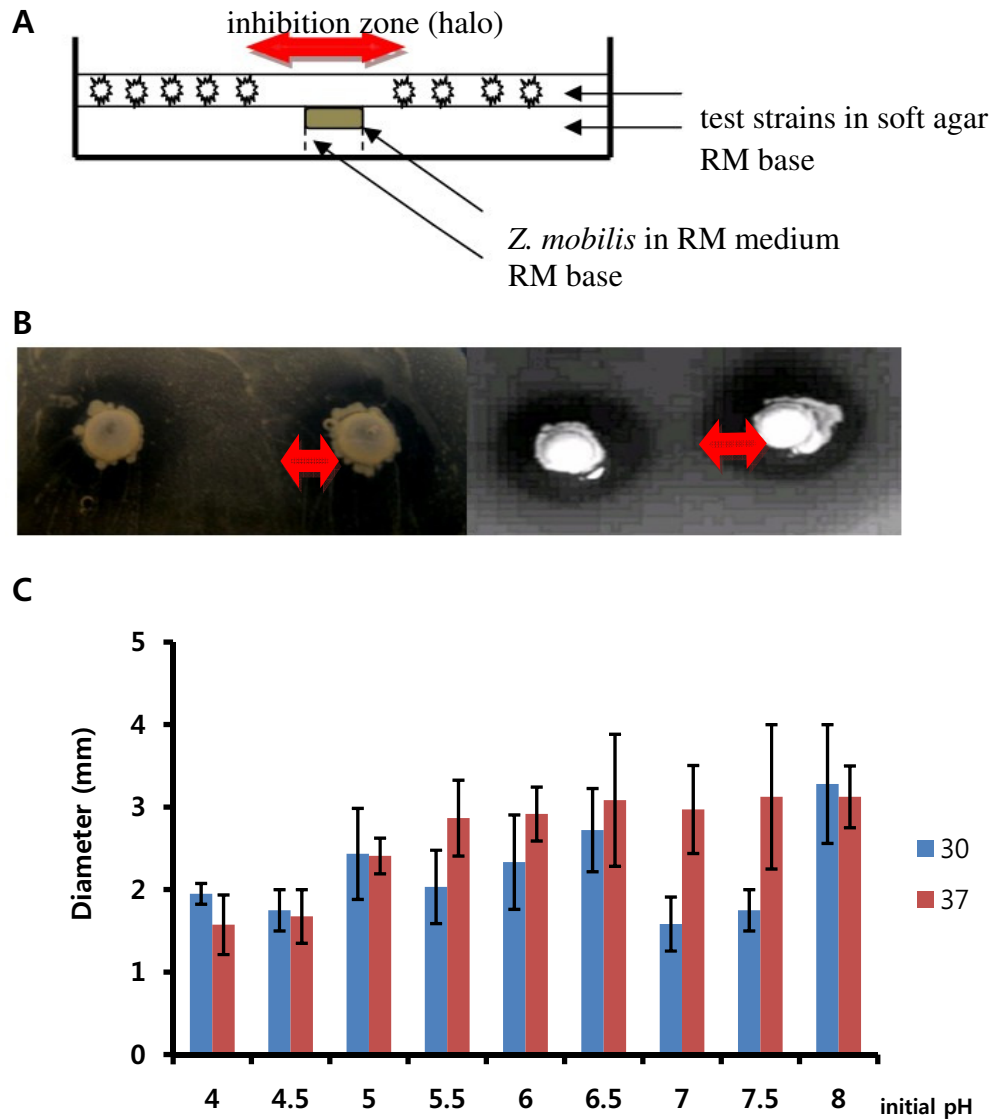 A
inhibition zone (halo)
test strains in soft agar
RM base
Z. mobilis in RM medium
RM base
B
C
Diameter (mm)
5
4
3
2
1
0
4 4.5 5 5.5 6 6.5 7 7.5 8 initial pH
30
37